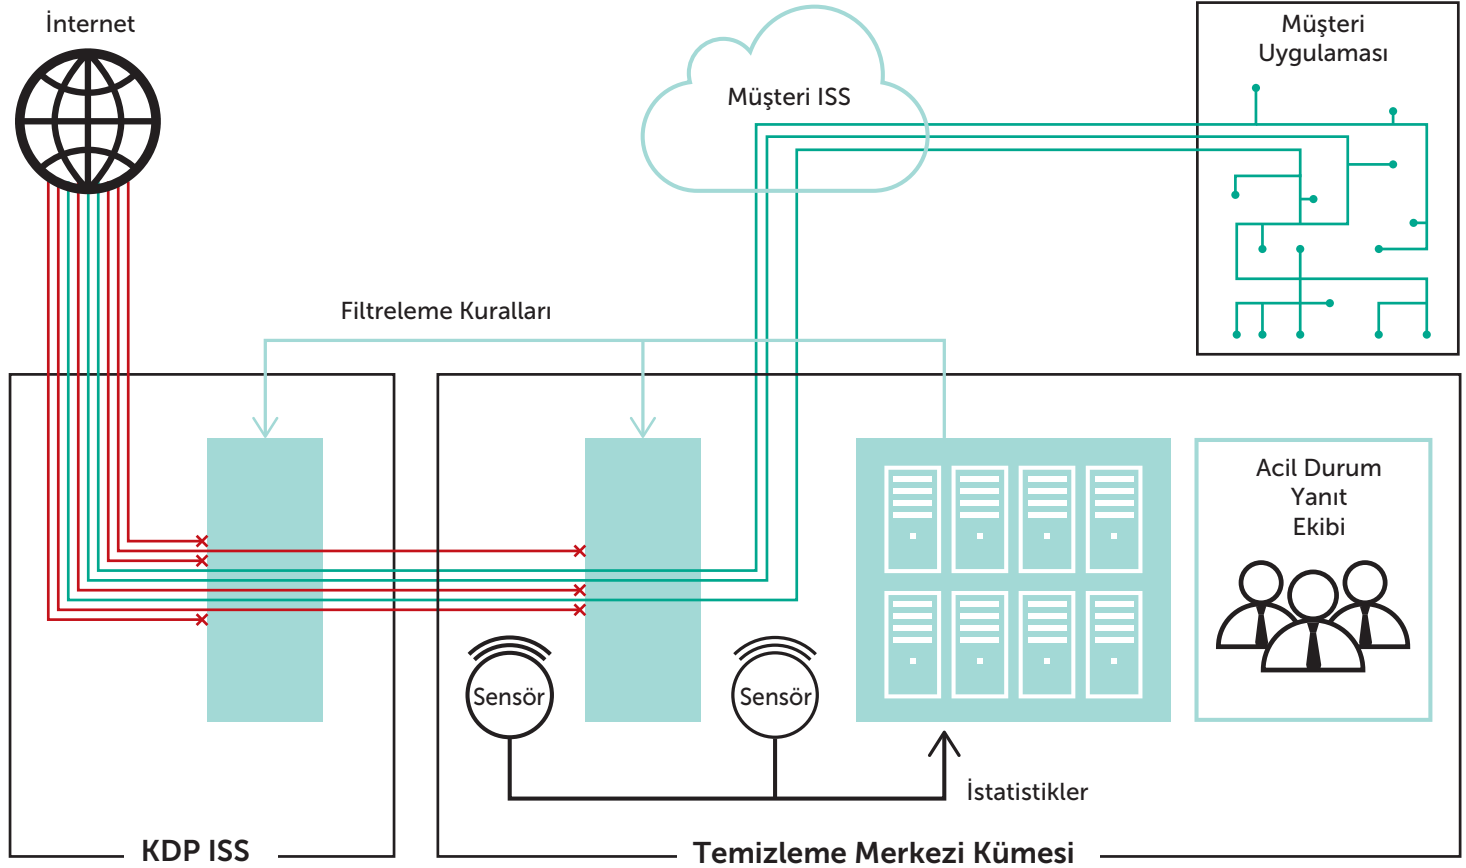 İnternet
Müşteri
Uygulaması
Müşteri ISS
Filtreleme Kuralları
Acil Durum
Yanıt
Ekibi
Sensör
Sensör
İstatistikler
KDP ISS
Temizleme Merkezi Kümesi